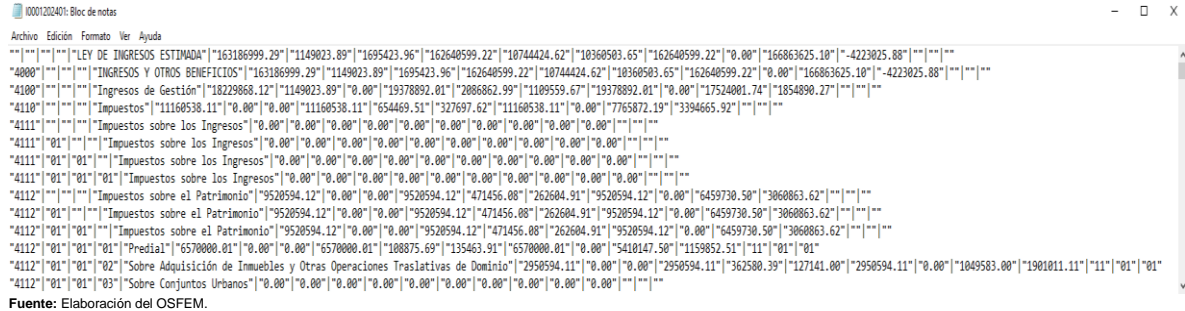 I0001202401: Bloc de notas
Archivo Edición Formato Ver Ayuda
""|""|""|""|"LEY DE INGRESOS ESTIMADA"|"163186999.29"|"1149023.89"|"1695423.96"|"162640599.22"|"10744424.62"|"10360503.65"|"162640599.22"|"0.00"|"166863625.10"|"-4223025.88"|""|""|""
"4000"|""|""|""|"INGRESOS Y OTROS BENEFICIOS"|"163186999.29"|"1149023.89"|"1695423.96"|"162640599.22"|"10744424.62"|"10360503.65"|"162640599.22"|"0.00"|"166863625.10"|"-4223025.88"|""|""|""
"4100"|""|""|""|"Ingresos de Gestión"|"18229868.12"|"1149023.89"|"0.00"|"19378892.01"|"2086862.99"|"1109559.67"|"19378892.01"|"0.00"|"17524001.74"|"1854890.27"|""|""|""
"4110"|""|""|""|"Impuestos"|"11160538.11"|"0.00"|"0.00"|"11160538.11"|"654469.51"|"327697.62"|"11160538.11"|"0.00"|"7765872.19"|"3394665.92"|""|""|""
"4111"|""|""|""|"Impuestos sobre los Ingresos"|"0.00"|"0.00"|"0.00"|"0.00"|"0.00"|"0.00"|"0.00"|"0.00"|"0.00"|"0.00"|""|""|""
"4111"|"01"|""|""|"Impuestos sobre los Ingresos"|"0.00"|"0.00"|"0.00"|"0.00"|"0.00"|"0.00"|"0.00"|"0.00"|"0.00"|"0.00"|""|""|""
"4111"|"01"|"01"|""|"Impuestos sobre los Ingresos"|"0.00"|"0.00"|"0.00"|"0.00"|"0.00"|"0.00"|"0.00"|"0.00"|"0.00"|"0.00"|""|""|""
"4111"|"01"|"01"|"01"|"Impuestos sobre los Ingresos"|"0.00"|"0.00"|"0.00"|"0.00"|"0.00"|"0.00"|"0.00"|"0.00"|"0.00"|"0.00"|""|""|""
"4112"|""|""|""|"Impuestos sobre el Patrimonio"|"9520594.12"|"0.00"|"0.00"|"9520594.12"|"471456.08"|"262604.91"|"9520594.12"|"0.00"|"6459730.50"|"3060863.62"|""|""|""
"4112"|"01"|""|""|"Impuestos sobre el Patrimonio"|"9520594.12"|"0.00"|"0.00"|"9520594.12"|"471456.08"|"262604.91"|"9520594.12"|"0.00"|"6459730.50"|"3060863.62"|""|""|""
"4112"|"01"|"01"|""|"Impuestos sobre el Patrimonio"|"9520594.12"|"0.00"|"0.00"|"9520594.12"|"471456.08"|"262604.91"|"9520594.12"|"0.00"|"6459730.50"|"3060863.62"|""|""|""
"4112"|"01"|"01"|"01"|"Predial"|"6570000.01"|"0.00"|"0.00"|"6570000.01"|"108875.69"|"135463.91"|"6570000.01"|"0.00"|"5410147.50"|"1159852.51"|"11"|"01"|"01"
"4112"|"01"|"01"|"02"|"Sobre Adquisición de Inmuebles y Otras Operaciones Traslativas de Dominio"|"2950594.11"|"0.00"|"0.00"|"2950594.11"|"362580.39"|"127141.00"|"2950594.11"|"0.00"|"1049583.00"|"1901011.11"|"11"|"01"|"01"
"4112"|"01"|"01"|"03"|"Sobre Conjuntos Urbanos"|"0.00"|"0.00"|"0.00"|"0.00"|"0.00"|"0.00"|"0.00"|"0.00"|"0.00"|"0.00"|""|""|""
Fuente: Elaboración del OSFEM.